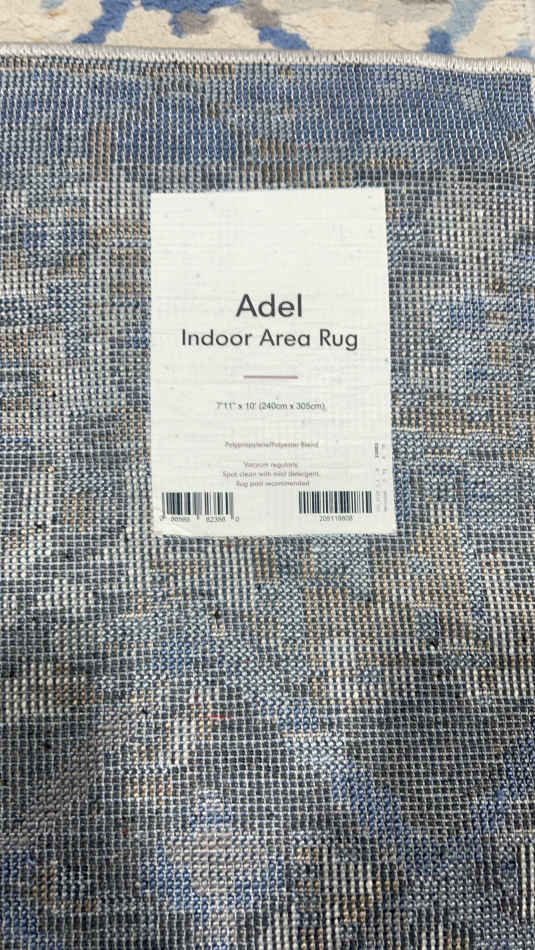 Adel
Indoor Area Rug
7'11" x 10' (240cm x 305cm)
Polypropylene/Polyester Blend
Vacuum regularly.
Spot clean with mild detergent.
Rug pad recommended